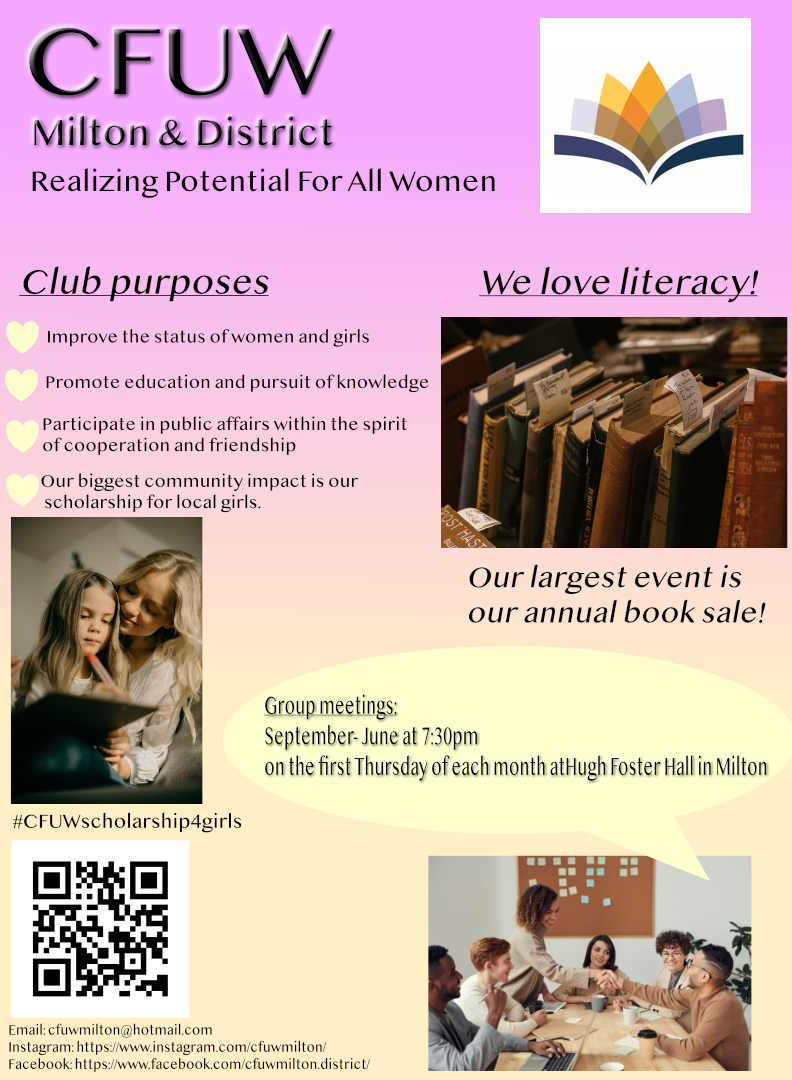 CFUW
Milton & District
Realizing Potential For All Women
Club purposes
Improve the status of women and girls
Promote education and pursuit of knowledge
Participate in public affairs within the spirit
of cooperation and friendship
Our biggest community impact is our
scholarship for local girls.
We love literacy!
POST HAST
Our largest event is
our annual book sale!
Group meetings:
September- June at 7:30pm
on the first Thursday of each month atHugh Foster Hall in Milton
#CFUWscholarship4girls
Email: cfuwmilton@hotmail.com
Instagram: https://www.instagram.com/cfuwmilton/
Facebook: https://www.facebook.com/cfuwmilton.district/